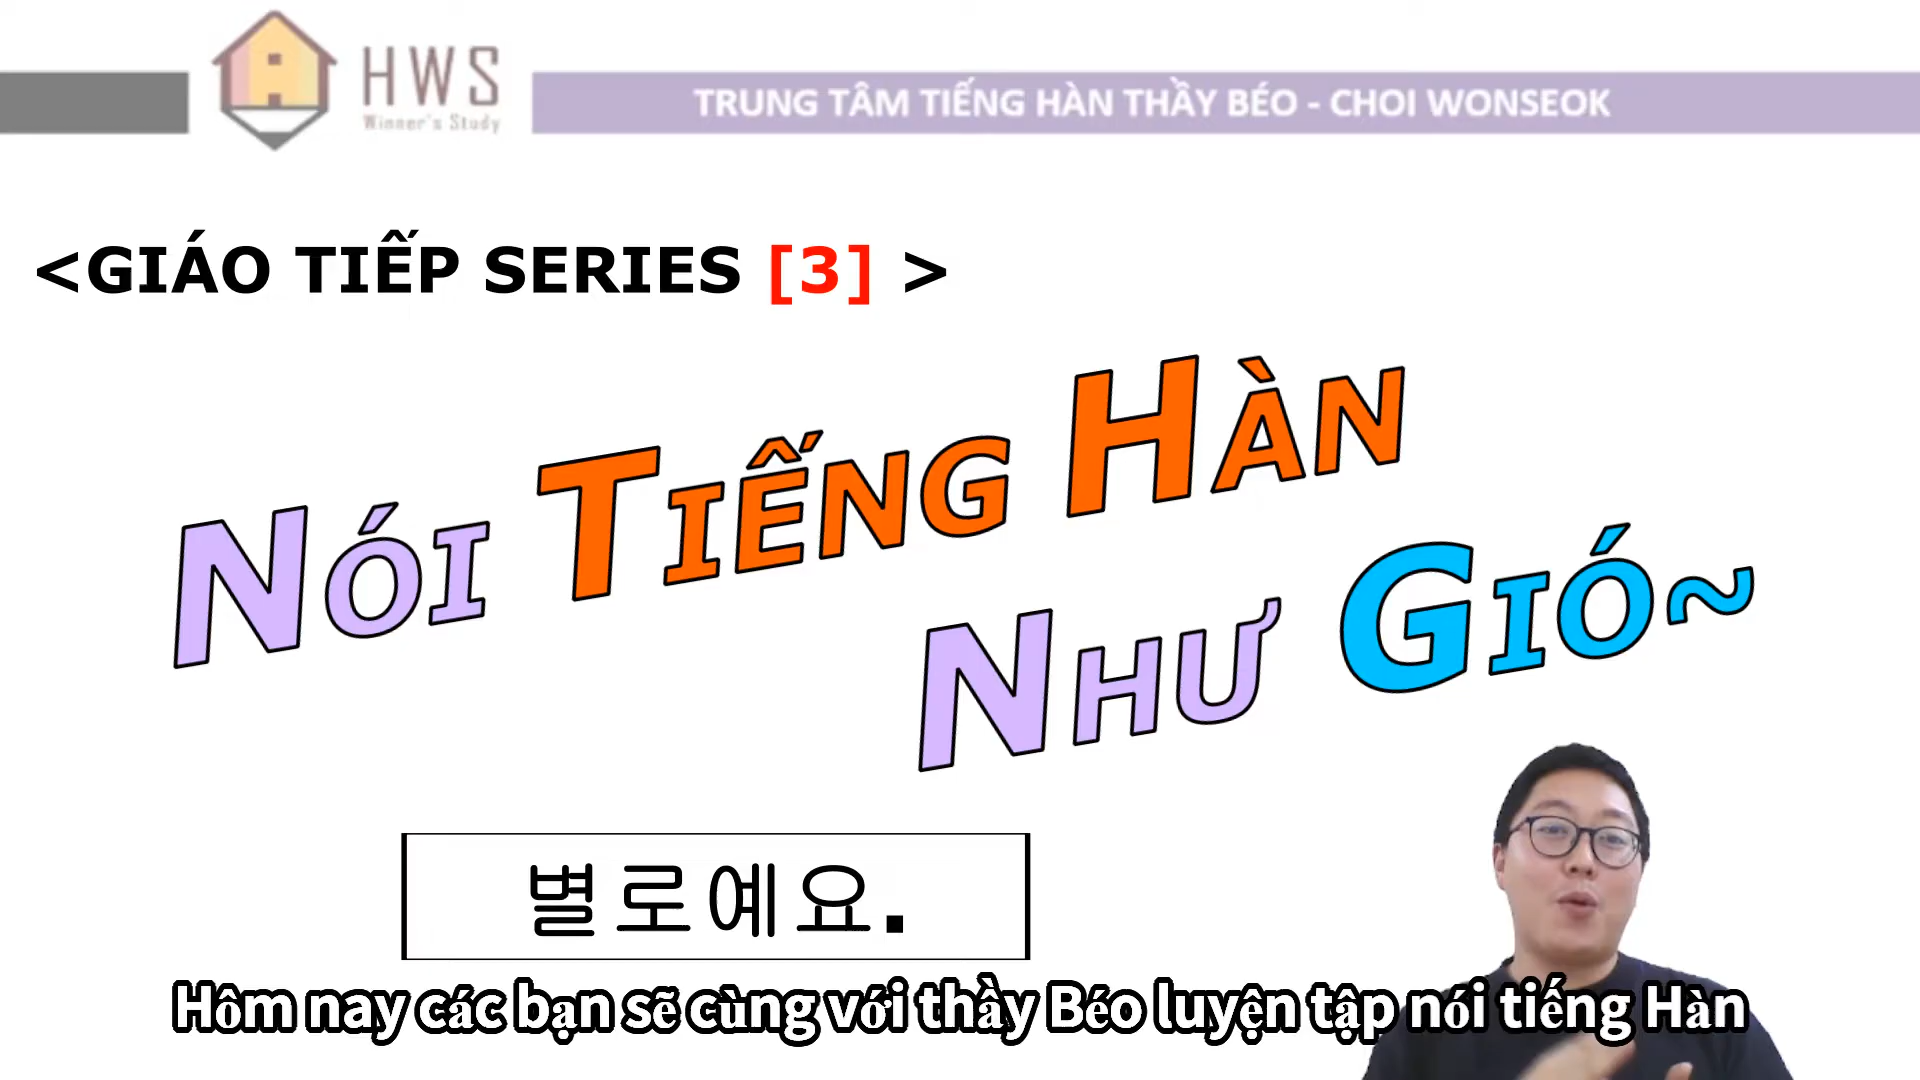 HWS
Winner's Study
TRUNG TÂM TIẾNG HÀN THẦY BÉO - CHOI WONSEOK
<GIÁO TIẾP SERIES [3] >
NÓI TIẾNG HÀN
NHƯ GIÓ~
별로예요.
Hôm nay các bạn sẽ cùng với thầy Béo luyện tập nói tiếng Hàn